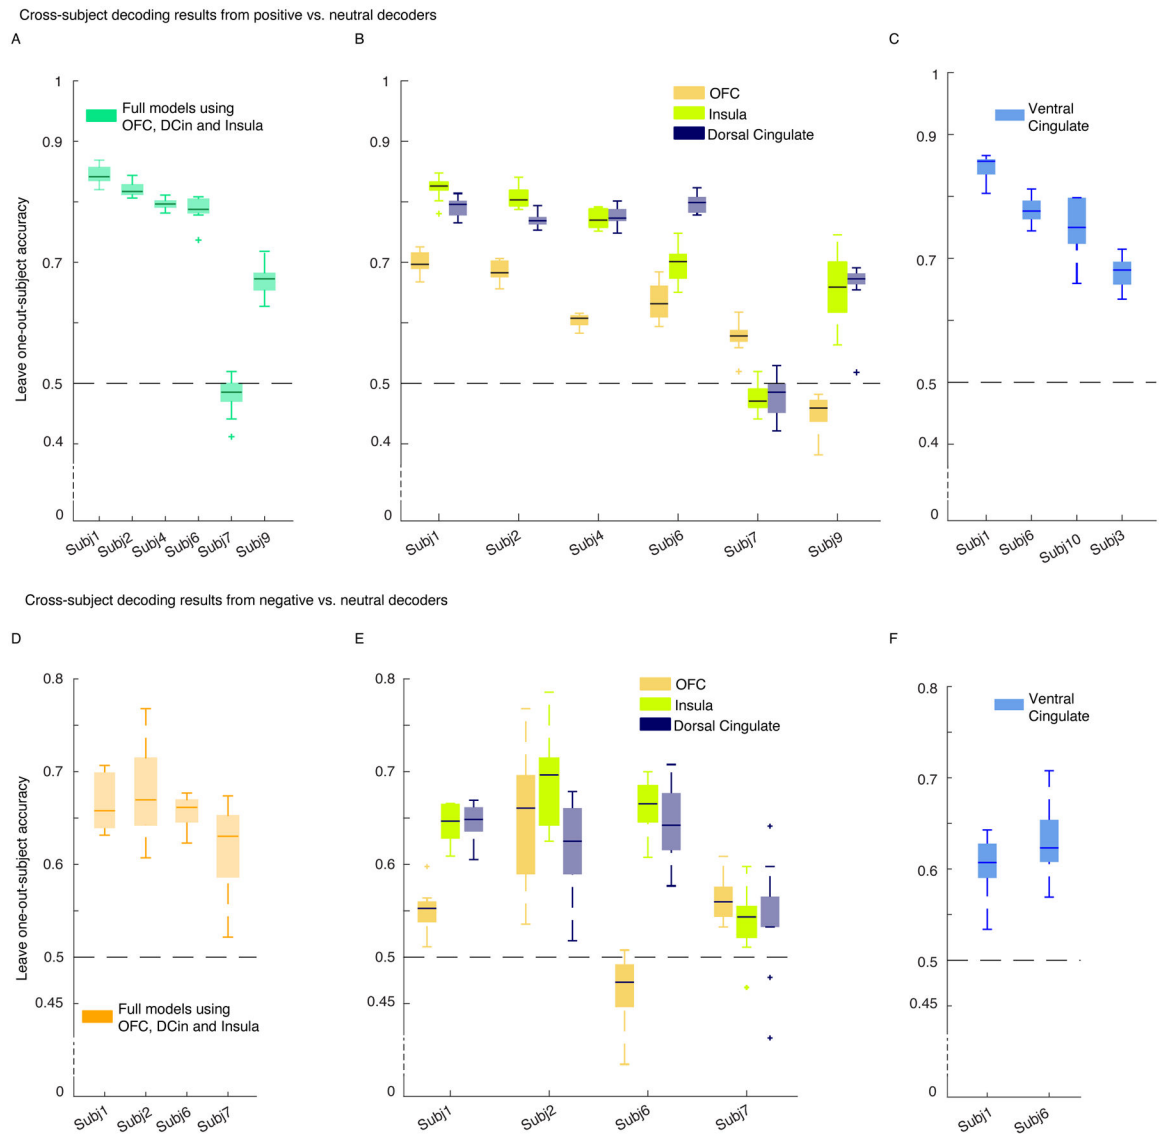 Cross-subject decoding results from positive vs. neutral decoders
A
B
C
Leave one-out-subject accuracy
1
0.9
0.7
0.5
0.4
0
Full models using
OFC, DCin and Insula
Subj1
Subj2
Subj4
Subj6
Subj7
Subj9
1
0.9
0.7
0.5
0.4
0
OFC
Insula
Dorsal Cingulate
Subj1
Subj2
Subj4
Subj6
Subj7
Subj9
1
0.9
0.7
0.5
0.4
0
Ventral
Cingulate
Subj1
Subj6
Subj10
Subj3
Cross-subject decoding results from negative vs. neutral decoders
D
E
F
Leave one-out-subject accuracy
0.8
0.7
0.6
0.5
0.45
0
Full models using
OFC, DCin and Insula
Subj1
Subj2
Subj6
Subj7
0.8
0.7
0.6
0.5
0.45
0
OFC
Insula
Dorsal Cingulate
Subj1
Subj2
Subj6
Subj7
0.8
0.7
0.6
0.5
0.45
0
Ventral
Cingulate
Subj1
Subj6